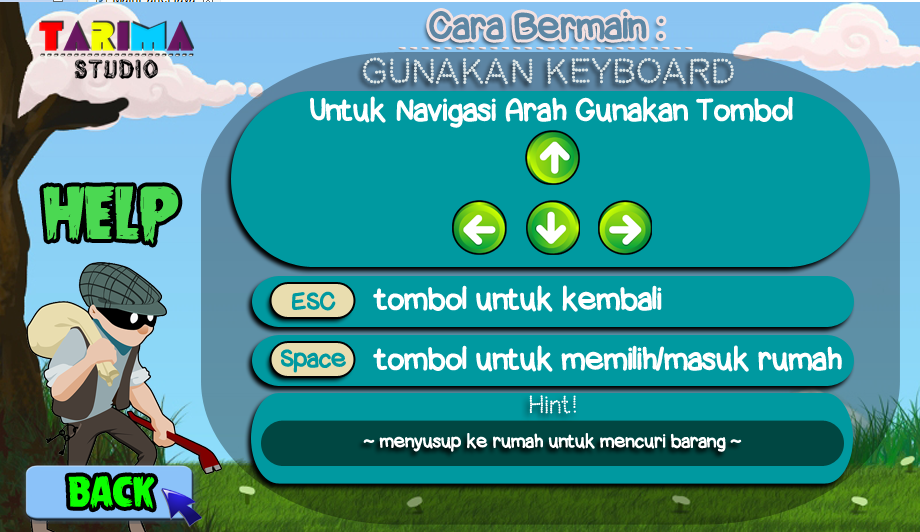 TARIMA
STUDIO
Cara Bermain :
GUNAKAN KEYBOARD
Untuk Navigasi Arah Gunakan Tombol
HELP
ESC tombol untuk kembali
Space tombol untuk memilih/masuk rumah
Hint!
~ menyusup ke rumah untuk mencuri barang ~
BACK